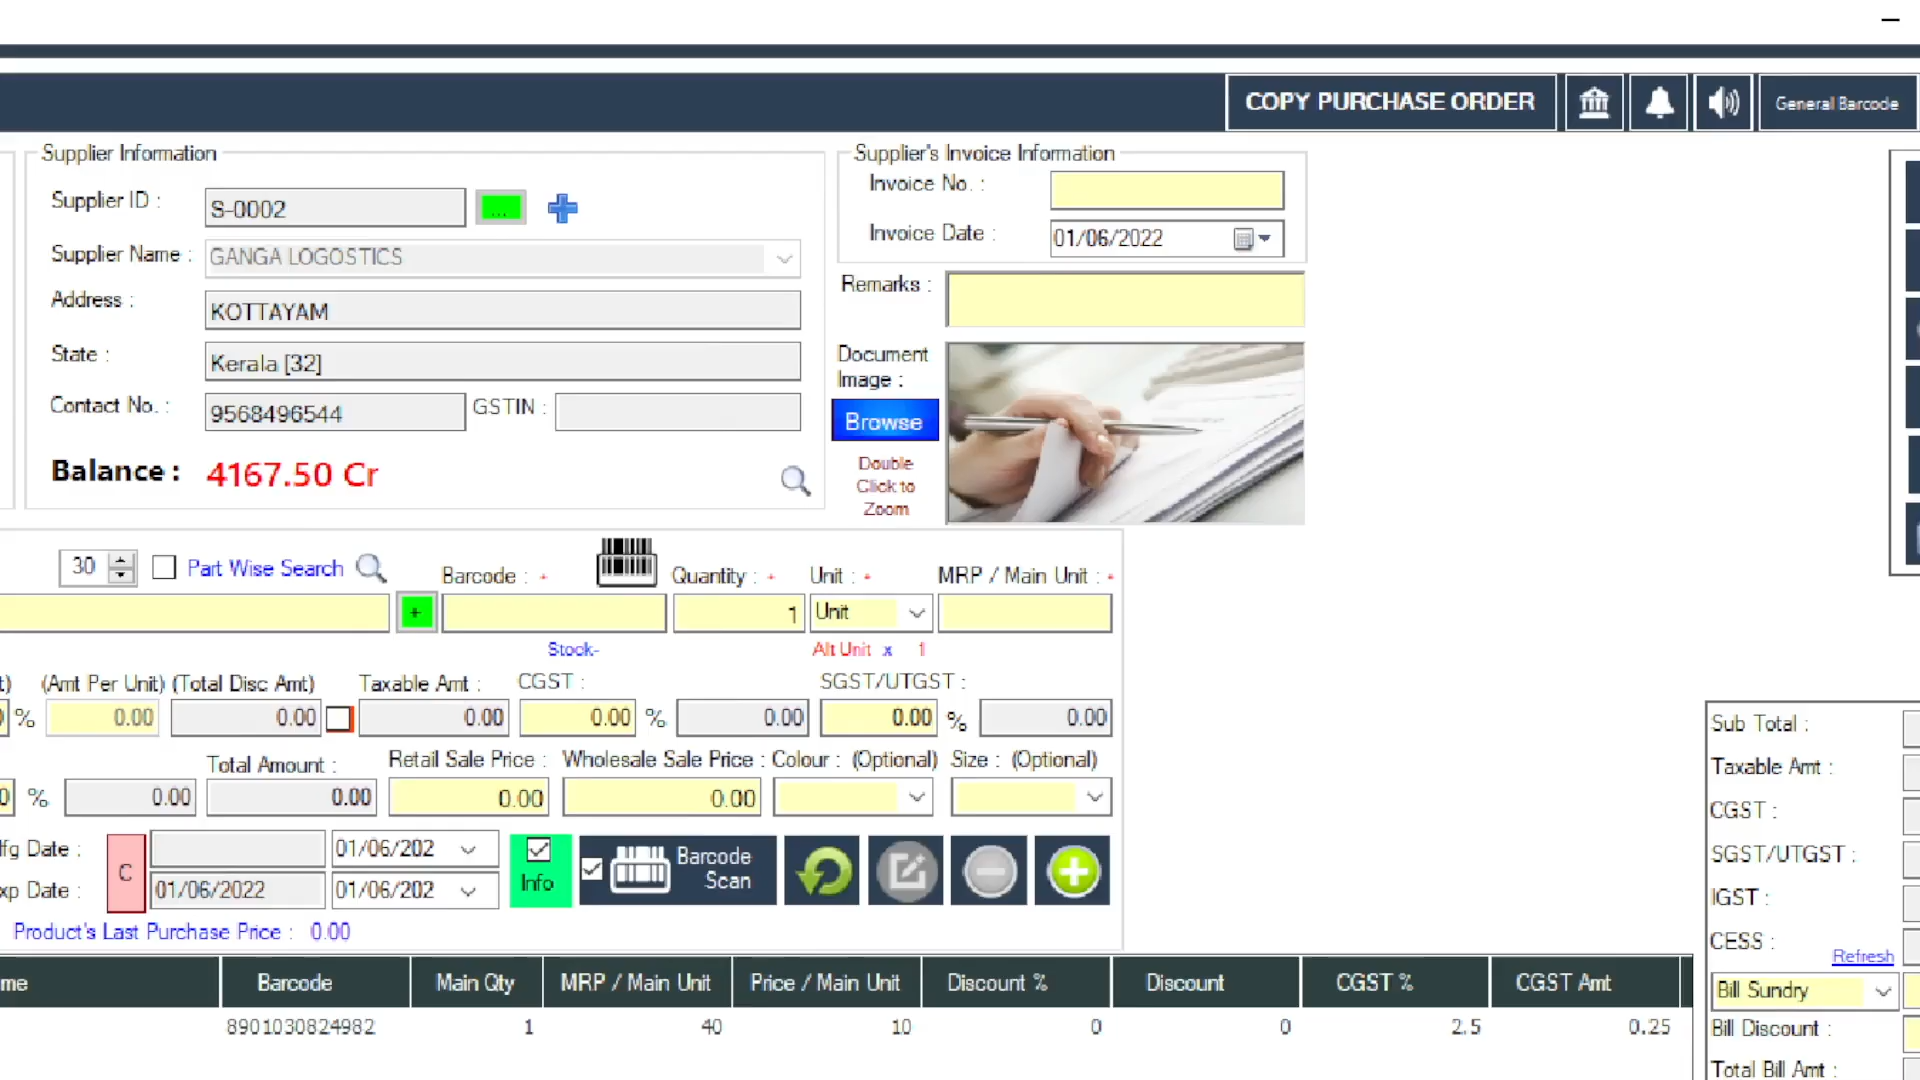 COPY PURCHASE ORDER
General Barcode
Supplier Information
Supplier ID :
S-0002
...
Supplier Name :
GANGA LOGOSTICS
Address :
KOTTAYAM
State :
Kerala [32]
Contact No. :
9568496544
GSTIN :
Balance :
4167.50 Cr
Supplier's Invoice Information
Invoice No. :
Invoice Date :
01/06/2022
Remarks :
Document
Image :
Browse
Double
Click to
Zoom
30
Part Wise Search
Barcode : *
Quantity : *
Unit : *
MRP / Main Unit : *
+
1
Unit
Stock-
Alt Unit x 1
(Amt Per Unit) (Total Disc Amt)
Taxable Amt :
CGST :
SGST/UTGST :
% 0.00 0.00 0.00 0.00 % 0.00 0.00 % 0.00
Total Amount :
Retail Sale Price :
Wholesale Sale Price :
Colour : (Optional)
Size : (Optional)
% 0.00 0.00 0.00 0.00
fg Date :
C
01/06/202
xp Date :
01/06/2022
01/06/202
Info
Barcode
Scan
Product's Last Purchase Price : 0.00
me Barcode Main Qty MRP / Main Unit Price / Main Unit Discount % Discount CGST % CGST Amt
8901030824982 1 40 10 0 0 2.5 0.25
Sub Total :
Taxable Amt :
CGST :
SGST/UTGST :
IGST :
CESS :
Refresh
Bill Sundry
Bill Discount :
Total Bill Amt :